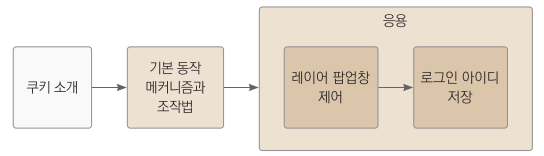 쿠키 소개
기본 동작
메커니즘과
조작법
응용
레이어 팝업창
제어
로그인 아이디
저장